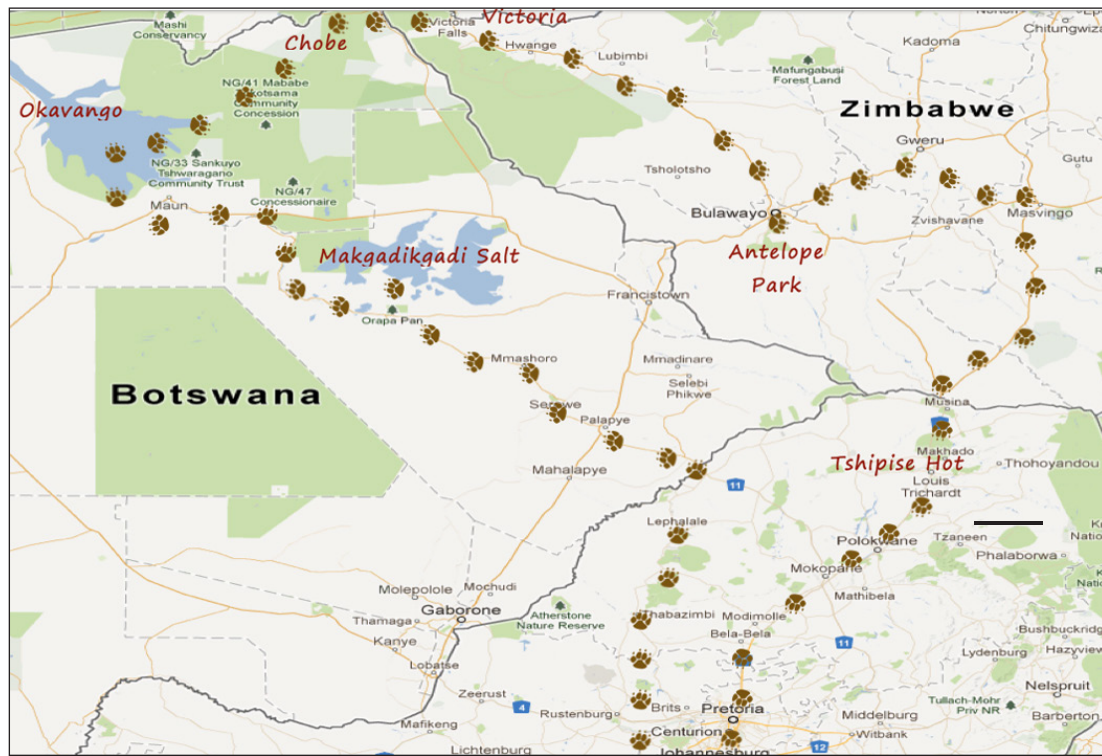 Mashi
Conservancy
Chobe
Victoria
Falls
Victoria
Hwange
Lubimbi
Kadoma
Chitungwiza
Mafungabusi
Forest Land
Zimbabwe
NG/41 Mababe
Community
Concession
Okavango
NG/33 Sankuyo
Tshwaragano
Community Trust
NG/47
Concessionaire
Maun
Tsholotsho
Gweru
Gutu
Bulawayo
Zvishavane
Masvingo
Antelope
Park
Makgadikgadi Salt
Orapa Pan
Francistown
Mmashoro
Mmadinare
Selebi
Phikwe
Botswana
Serowe
Palapye
Mahalapye
Musina
Makhado
Tshipise Hot
Louis
Trichardt
Thohoyandou
11
Lephalale
Polokwane
Tzaneen
Phalaborwa
Mokopane
Mathibela
Molepolole
Mochudi
Gaborone
Thamaga
Kanye
Lobatse
Atherstone
Nature Reserve
Thabazimbi
Modimolle
Bela-Bela
11
Bushbuckridg
Hazyview
Lydenburg
Zeerust
4
Rustenburg
Brits
Pretoria
Centurion
Johannesburg
Middelburg
Witbank
12
Tullach-Mohr
Priv NR
Nelspruit
Barberton,
Mafikeng
Lichtenburg